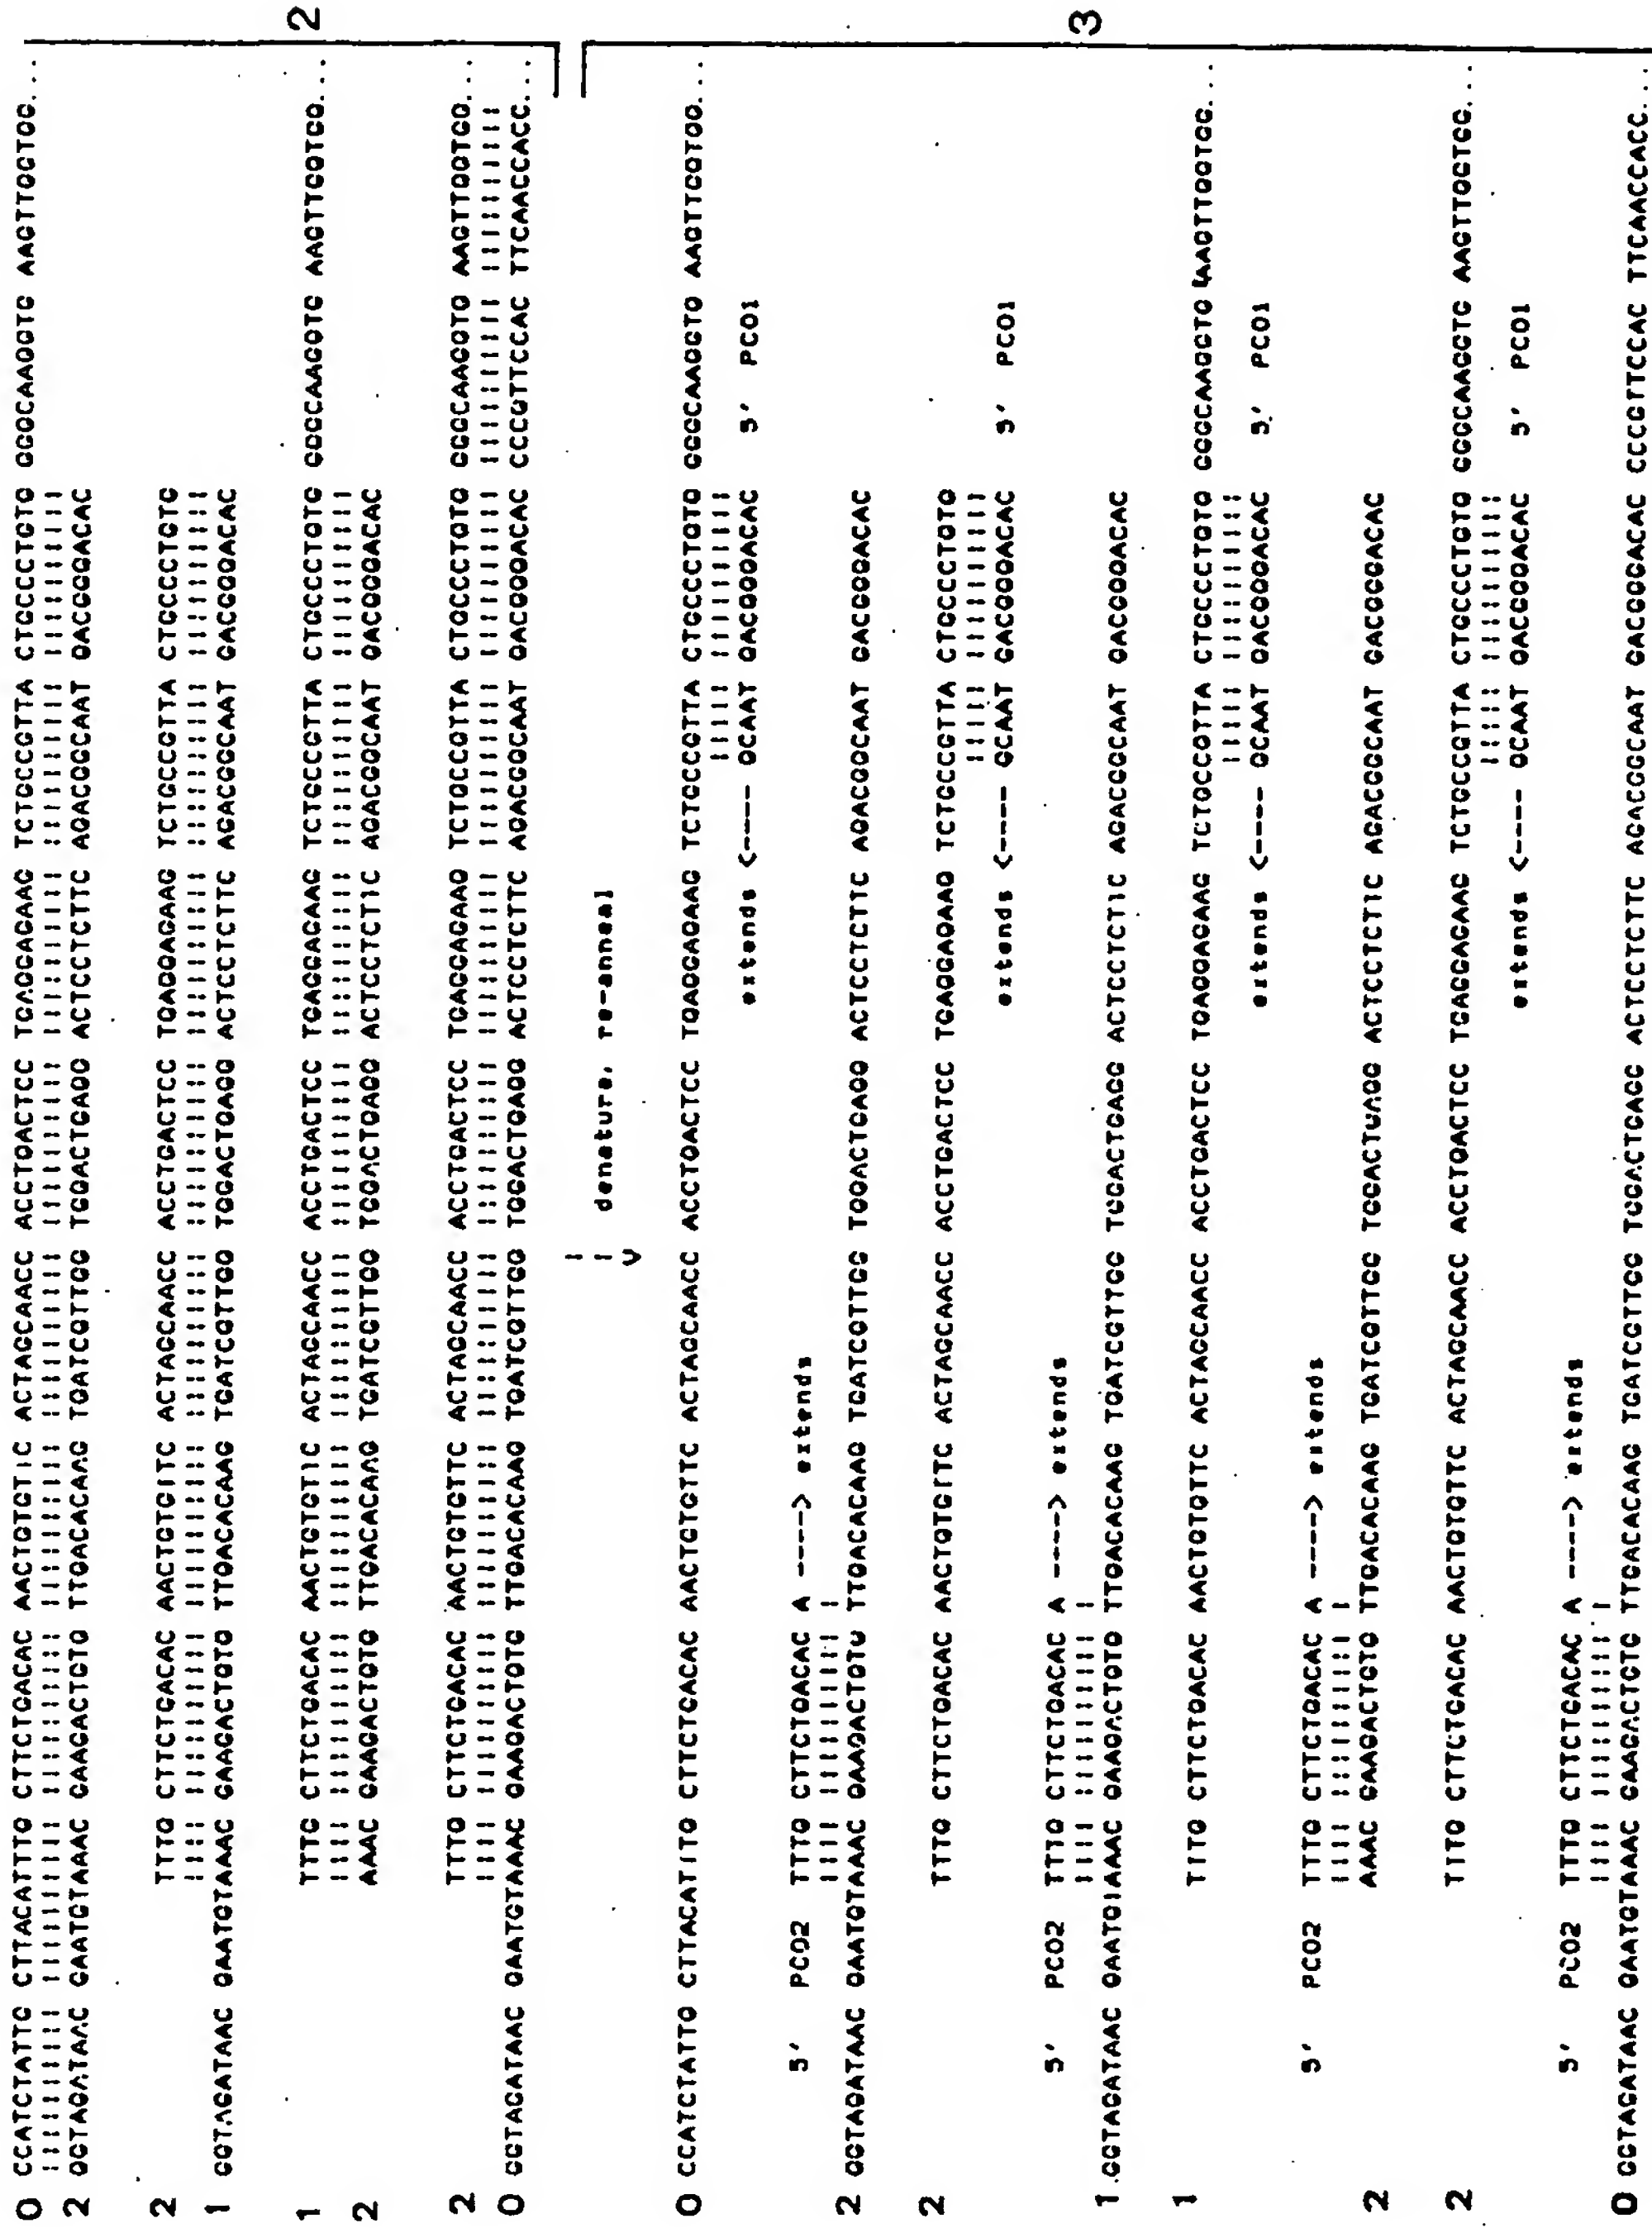 0 CCATCTATTG CTTACATTTG CTTCTGACAC AACTGTGTTC ACTAGCAACC ACCTGACTCC TGAGGAGAAG TCTGCCGTTA CTGCCCTGTG GGGCAAGGTG AAGTTGGTGG...
2 GGTAGATAAC GAATGTAAAC GAAGACTGTG TTGACACAAG TGATCGTTGG TGGACTGAGG ACTCCTCTTC AGACGGCAAT GACGGGACAC
2 TTTG CTTCTGACAC AACTGTGTTC ACTAGCAACC ACCTGACTCC TGAGGAGAAG TCTGCCGTTA CTGCCCTGTG
1 GGTAGATAAC GAATGTAAAC GAAGACTGTG TTGACACAAG TGATCGTTGG TGGACTGAGG ACTCCTCTTC AGACGGCAAT GACGGGACAC
2
1 TTTG CTTCTGACAC AACTGTGTTC ACTAGCAACC ACCTGACTCC TGAGGAGAAG TCTGCCGTTA CTGCCCTGTG GGGCAAGGTG AAGTTGGTGG...
2 AAAC GAAGACTGTG TTGACACAAG TGATCGTTGG TGGACTGAGG ACTCCTCTTC AGACGGCAAT GACGGGACAC
2 TTTG CTTCTGACAC AACTGTGTTC ACTAGCAACC ACCTGACTCC TGAGGAGAAG TCTGCCGTTA CTGCCCTGTG GGGCAAGGTG AAGTTGGTGG...
0 GGTAGATAAC GAATGTAAAC GAAGACTGTG TTGACACAAG TGATCGTTGG TGGACTGAGG ACTCCTCTTC AGACGGCAAT GACGGGACAC CCCGTTCCAC TTCAACCACC...
denature, re-anneal
0 CCATCTATTG CTTACATTTG CTTCTGACAC AACTGTGTTC ACTAGCAACC ACCTGACTCC TGAGGAGAAG TCTGCCGTTA CTGCCCTGTG GGGCAAGGTG AAGTTGGTGG...
extends <---- GCAAT GACGGGACAC 5' PCO1
5' PCO2 TTTG CTTCTGACAC A ----> extends
2 GGTAGATAAC GAATGTAAAC GAAGACTGTG TTGACACAAG TGATCGTTGG TGGACTGAGG ACTCCTCTTC AGACGGCAAT GACGGGACAC
2 TTTG CTTCTGACAC AACTGTGTTC ACTAGCAACC ACCTGACTCC TGAGGAGAAG TCTGCCGTTA CTGCCCTGTG
extends <---- GCAAT GACGGGACAC 5' PCO1
5' PCO2 TTTG CTTCTGACAC A ----> extends
3
1 GGTAGATAAC GAATGTAAAC GAAGACTGTG TTGACACAAG TGATCGTTGG TGGACTGAGG ACTCCTCTTC AGACGGCAAT GACGGGACAC
1 TTTG CTTCTGACAC AACTGTGTTC ACTAGCAACC ACCTGACTCC TGAGGAGAAG TCTGCCGTTA CTGCCCTGTG GGGCAAGGTG AAGTTGGTGG...
extends <---- GCAAT GACGGGACAC 5' PCO1
5' PCO2 TTTG CTTCTGACAC A ----> extends
2 AAAC GAAGACTGTG TTGACACAAG TGATCGTTGG TGGACTGAGG ACTCCTCTTC AGACGGCAAT GACGGGACAC
2 TTTG CTTCTGACAC AACTGTGTTC ACTAGCAACC ACCTGACTCC TGAGGAGAAG TCTGCCGTTA CTGCCCTGTG GGGCAAGGTG AAGTTGGTGG...
extends <---- GCAAT GACGGGACAC 5' PCO1
5' PCO2 TTTG CTTCTGACAC A ----> extends
0 GGTAGATAAC GAATGTAAAC GAAGACTGTG TTGACACAAG TGATCGTTGG TGGACTGAGG ACTCCTCTTC AGACGGCAAT GACGGGACAC CCCGTTCCAC TTCAACCACC...